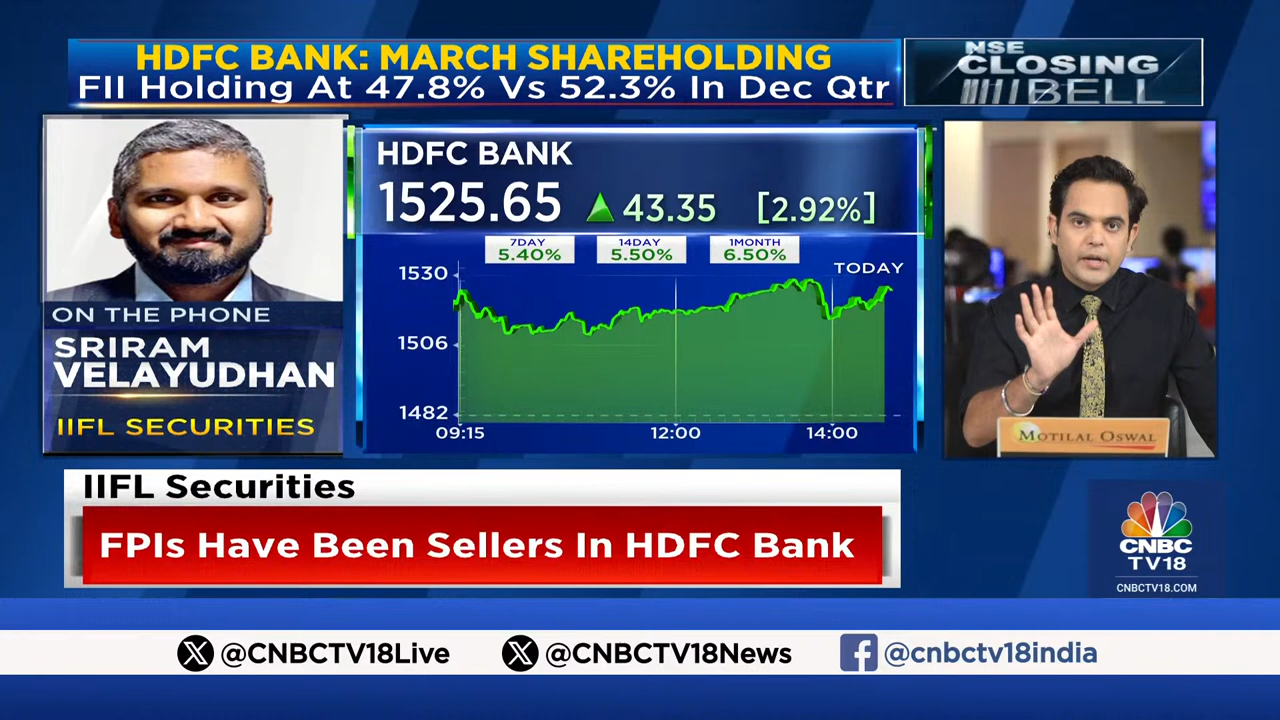 HDFC BANK: MARCH SHAREHOLDING
FII Holding At 47.8% Vs 52.3% In Dec Qtr
NSE
CLOSING
BELL
HDFC BANK
1525.65 ▲ 43.35 [2.92%]
7DAY 14DAY 1MONTH
5.40% 5.50% 6.50%
TODAY
1530
1506
1482
09:15 12:00 14:00
ON THE PHONE
SRIRAM
VELAYUDHAN
IIFL SECURITIES
MOTILAL OSWAL
IIFL Securities
FPIs Have Been Sellers In HDFC Bank
CNBC
TV18
CNBCTV18.COM
X @CNBCTV18Live X @CNBCTV18News f @cnbctv18india